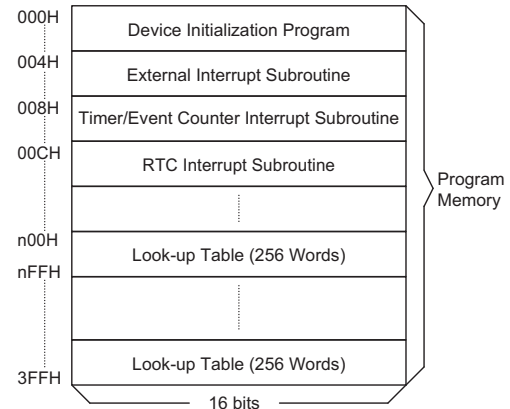 000H
Device Initialization Program
004H
External Interrupt Subroutine
008H
Timer/Event Counter Interrupt Subroutine
00CH
RTC Interrupt Subroutine
Program
Memory
n00H
Look-up Table (256 Words)
nFFH
Look-up Table (256 Words)
3FFH
16 bits